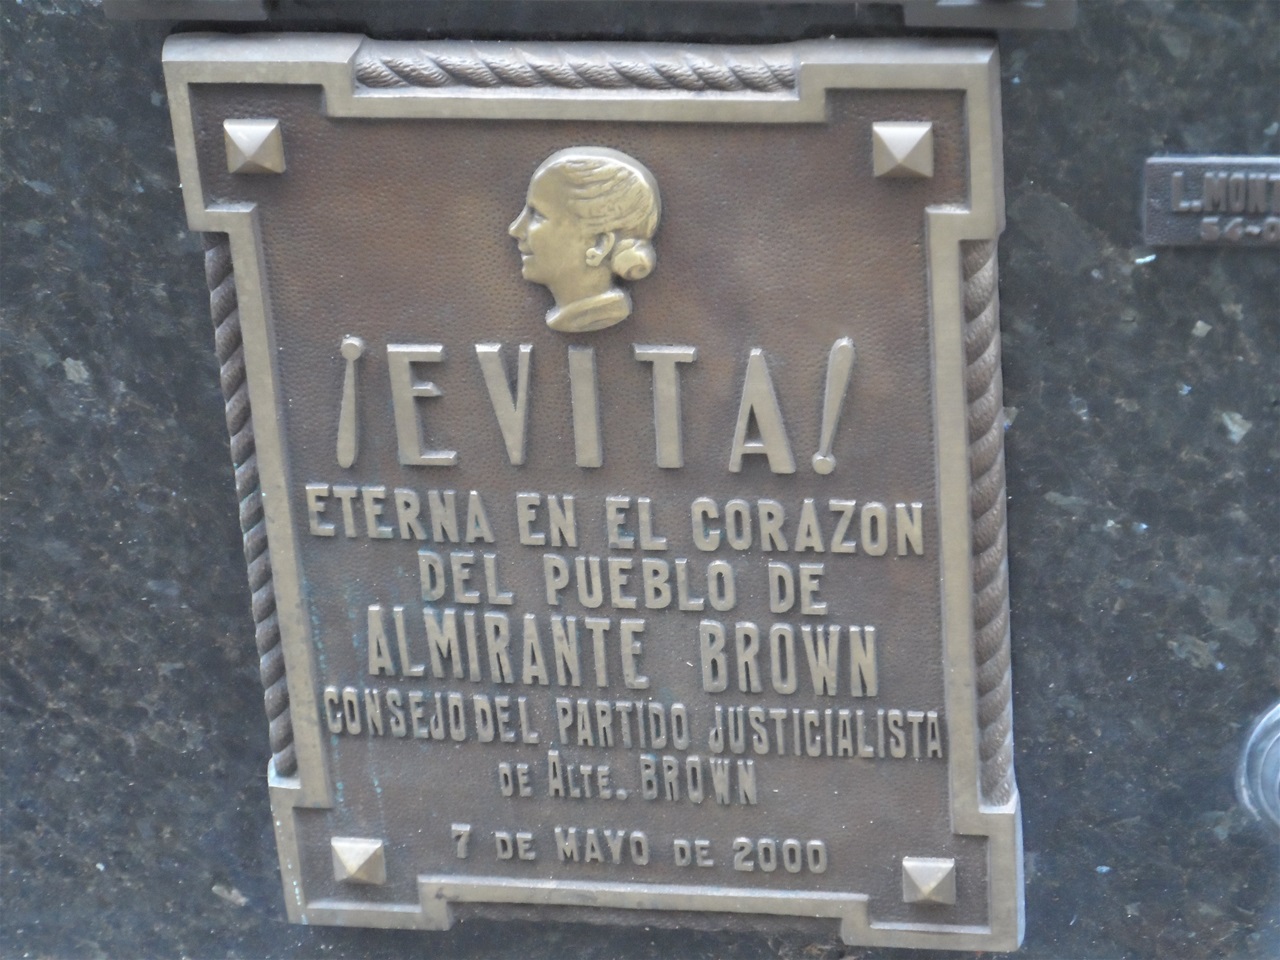 ¡EVITA!
ETERNA EN EL CORAZON
DEL PUEBLO DE
ALMIRANTE BROWN
CONSEJO DEL PARTIDO JUSTICIALISTA
DE ALTE. BROWN
7 DE MAYO DE 2000